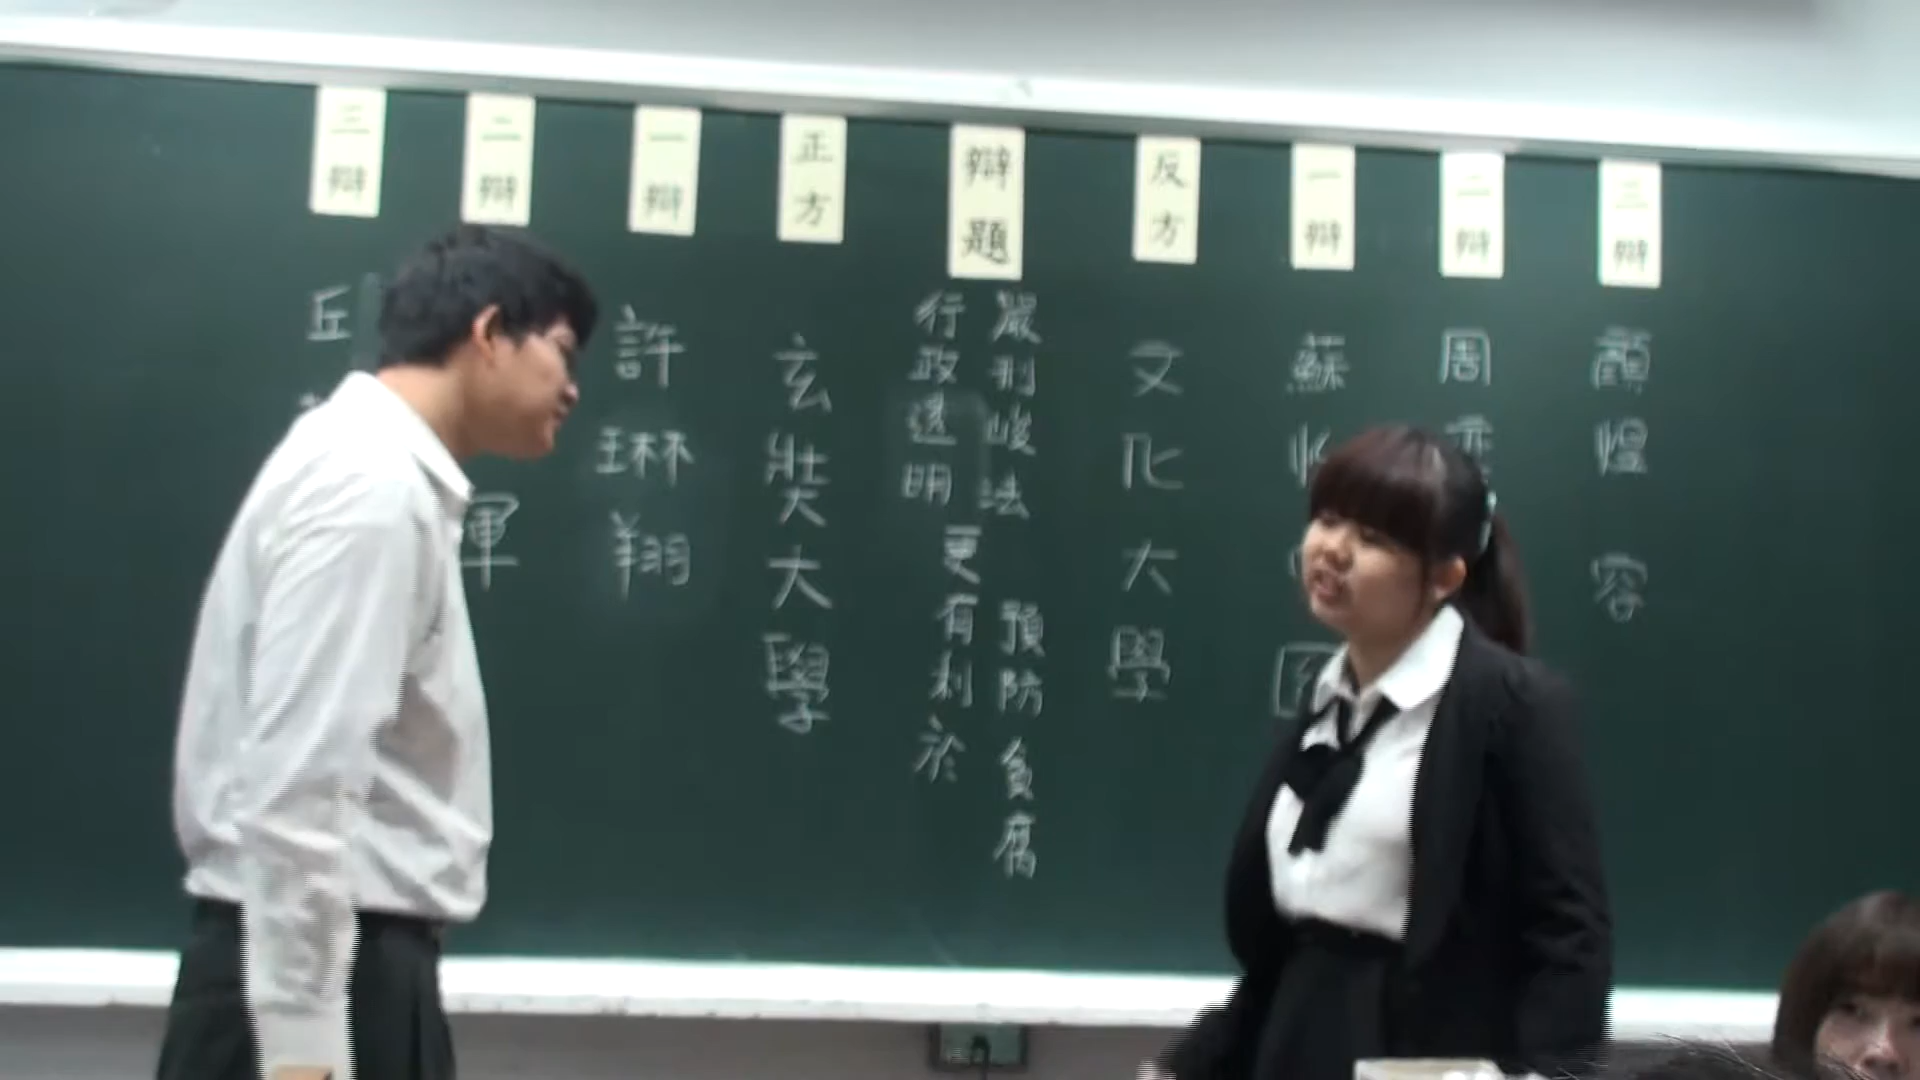 三辯
顏
容
二辯
周
一辯
蘇
反方
文化大學
辯題
嚴刑峻法 預防貪腐
行政透明 更有利於
正方
玄奘大學
一辯
許琳翔
二辯
三辯
丘